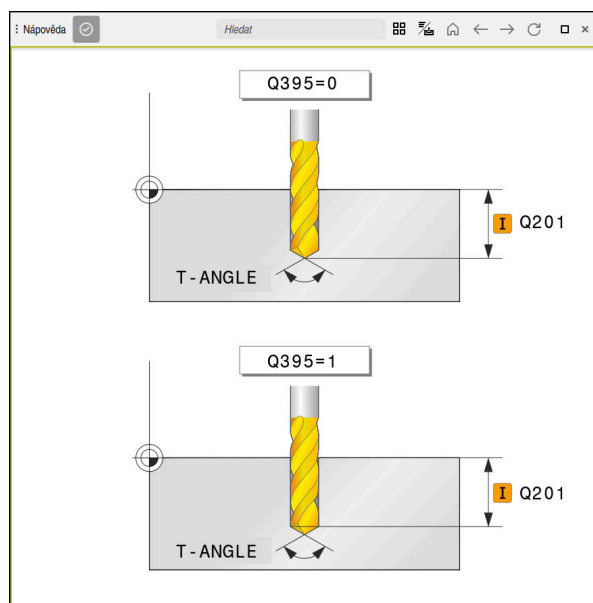 Nápověda
Hledat
Q395=0
I Q201
T-ANGLE
Q395=1
I Q201
T-ANGLE